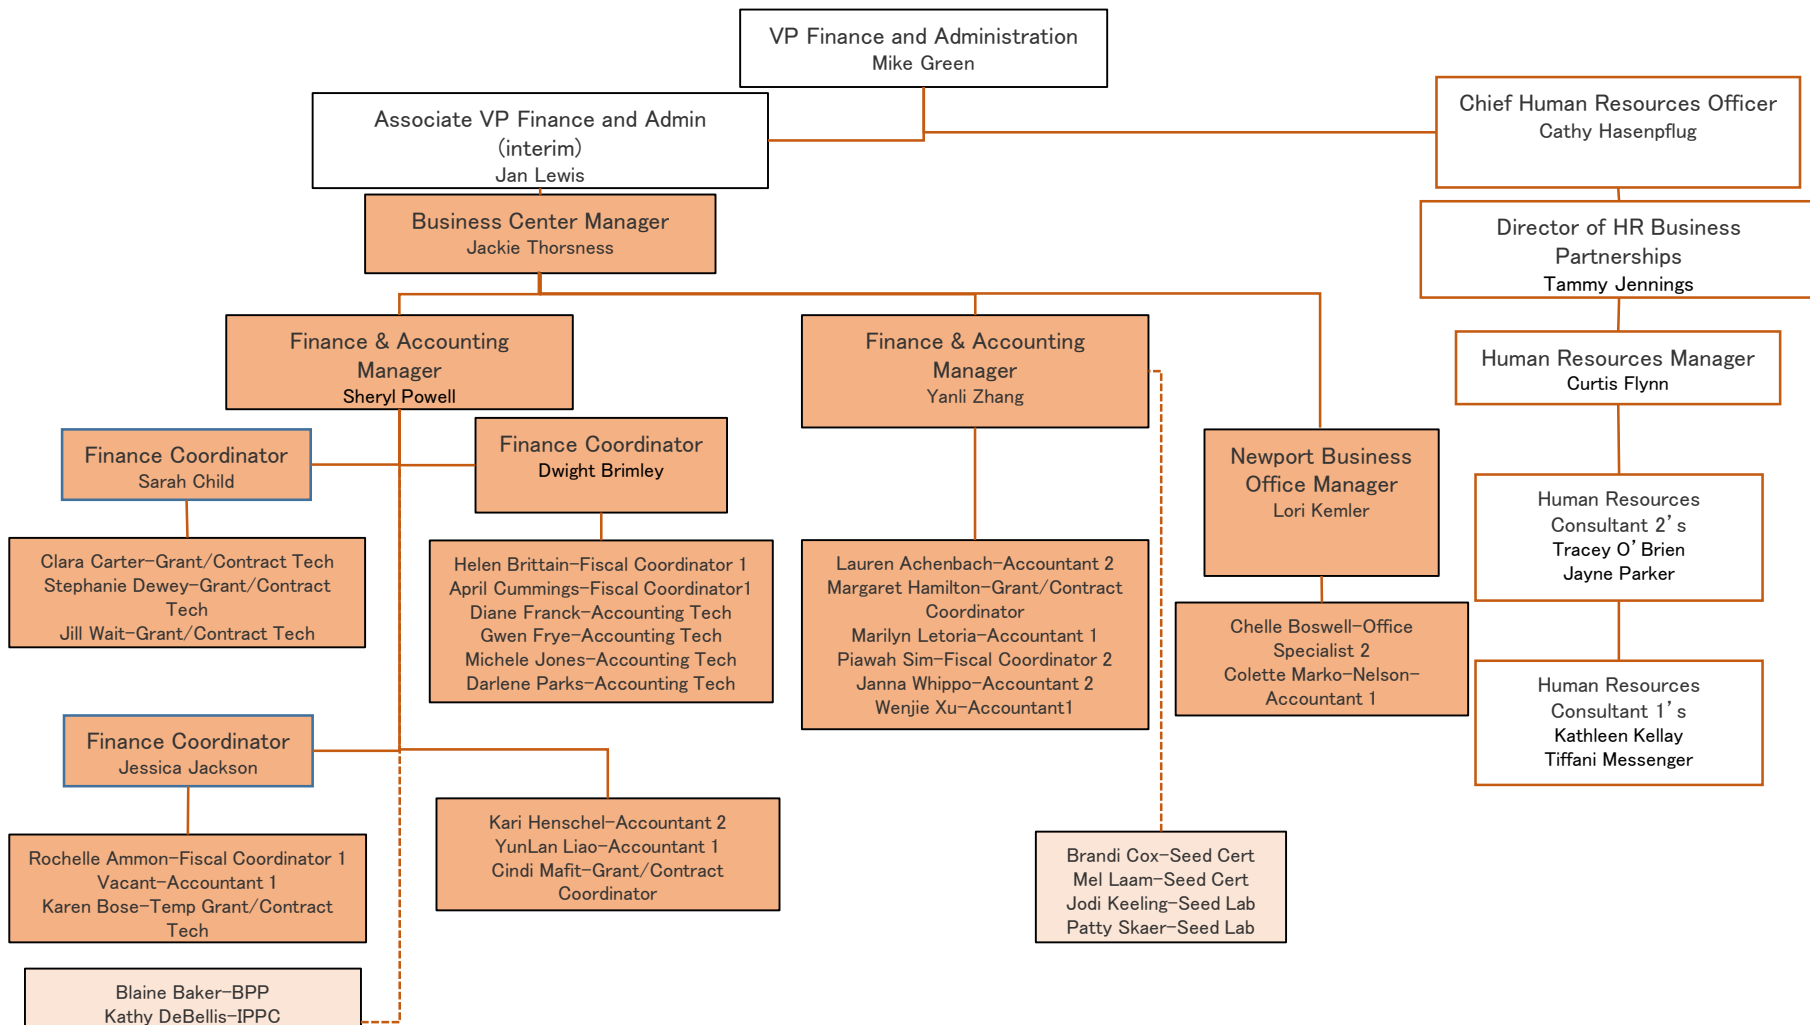 VP Finance and Administration
Mike Green
Associate VP Finance and Admin
(interim)
Jan Lewis
Chief Human Resources Officer
Cathy Hasenpflug
Business Center Manager
Jackie Thorsness
Director of HR Business
Partnerships
Tammy Jennings
Finance & Accounting
Manager
Sheryl Powell
Finance & Accounting
Manager
Yanli Zhang
Human Resources Manager
Curtis Flynn
Finance Coordinator
Sarah Child
Finance Coordinator
Dwight Brimley
Newport Business
Office Manager
Lori Kemler
Human Resources
Consultant 2’s
Tracey O’Brien
Jayne Parker
Clara Carter-Grant/Contract Tech
Stephanie Dewey-Grant/Contract
Tech
Jill Wait-Grant/Contract Tech
Helen Brittain-Fiscal Coordinator 1
April Cummings-Fiscal Coordinator1
Diane Franck-Accounting Tech
Gwen Frye-Accounting Tech
Michele Jones-Accounting Tech
Darlene Parks-Accounting Tech
Lauren Achenbach-Accountant 2
Margaret Hamilton-Grant/Contract
Coordinator
Marilyn Letoria-Accountant 1
Piawah Sim-Fiscal Coordinator 2
Janna Whippo-Accountant 2
Wenjie Xu-Accountant1
Chelle Boswell-Office
Specialist 2
Colette Marko-Nelson-
Accountant 1
Human Resources
Consultant 1’s
Kathleen Kellay
Tiffani Messenger
Finance Coordinator
Jessica Jackson
Kari Henschel-Accountant 2
YunLan Liao-Accountant 1
Cindi Mafit-Grant/Contract
Coordinator
Rochelle Ammon-Fiscal Coordinator 1
Vacant-Accountant 1
Karen Bose-Temp Grant/Contract
Tech
Brandi Cox-Seed Cert
Mel Laam-Seed Cert
Jodi Keeling-Seed Lab
Patty Skaer-Seed Lab
Blaine Baker-BPP
Kathy DeBellis-IPPC